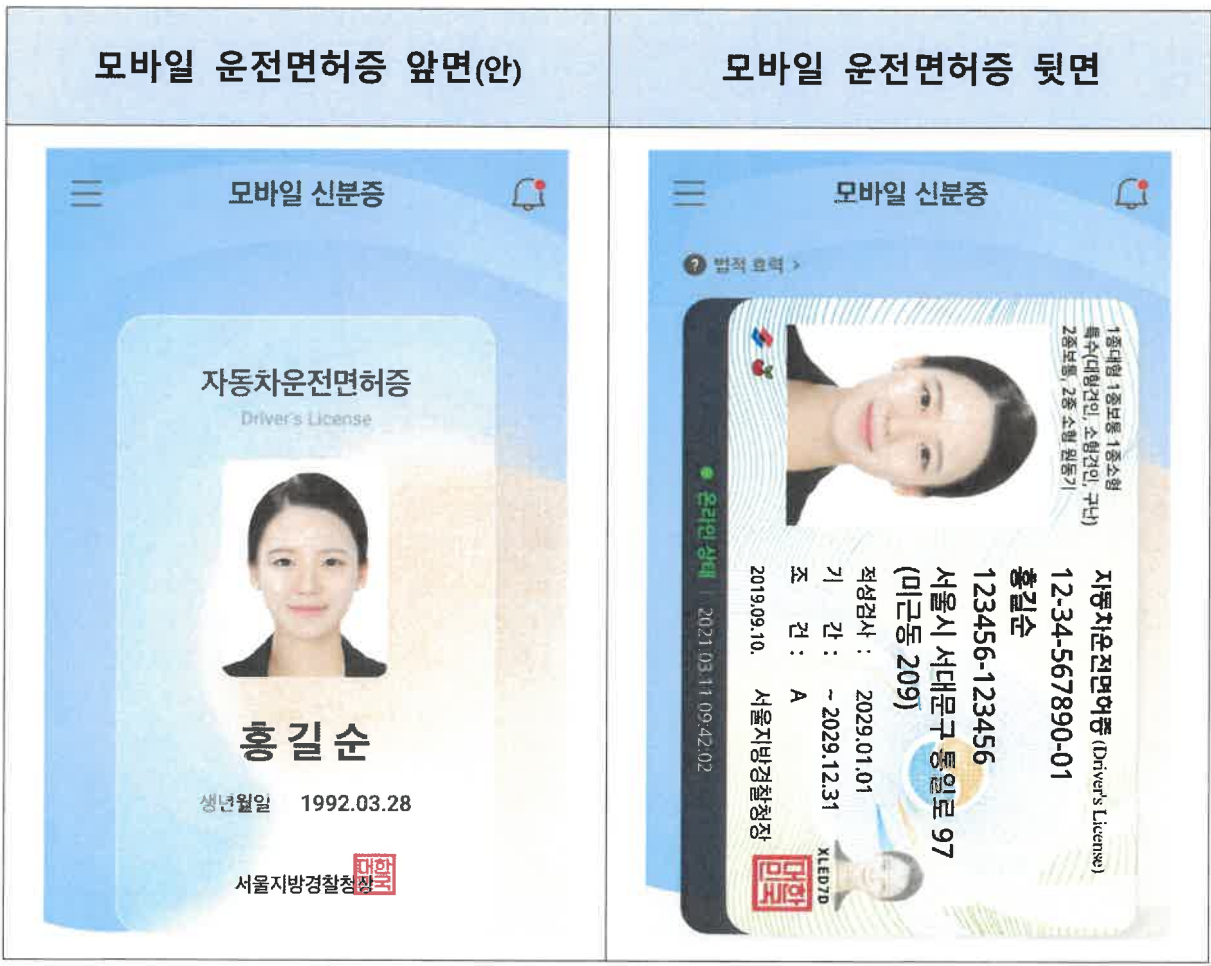 모바일 운전면허증 앞면(안)
모바일 신분증
자동차운전면허증
Driver's License
홍길순
생년월일 1992.03.28
서울지방경찰청장
대한민국
모바일 운전면허증 뒷면
모바일 신분증
? 법적 효력 >
1종대형 1종보통 1종소형
특수(대형견인, 소형견인, 구난)
2종보통, 2종 소형 원동기
자동차운전면허증 (Driver's License)
12-34-567890-01
홍길순
123456-123456
서울시 서대문구 통일로 97
(미근동 209)
적성검사 : 2029.01.01
기 간 : ~ 2029.12.31
조 건 : A
2019.09.10. 서울지방경찰청장
대한민국
XLED7D
온라인 상태 | 2021.03.11 09:42:02